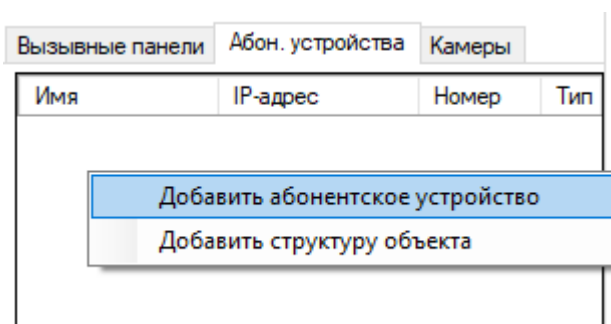 Вызывные панели Абон. устройства Камеры
Имя IP-адрес Номер Тип
Добавить абонентское устройство
Добавить структуру объекта